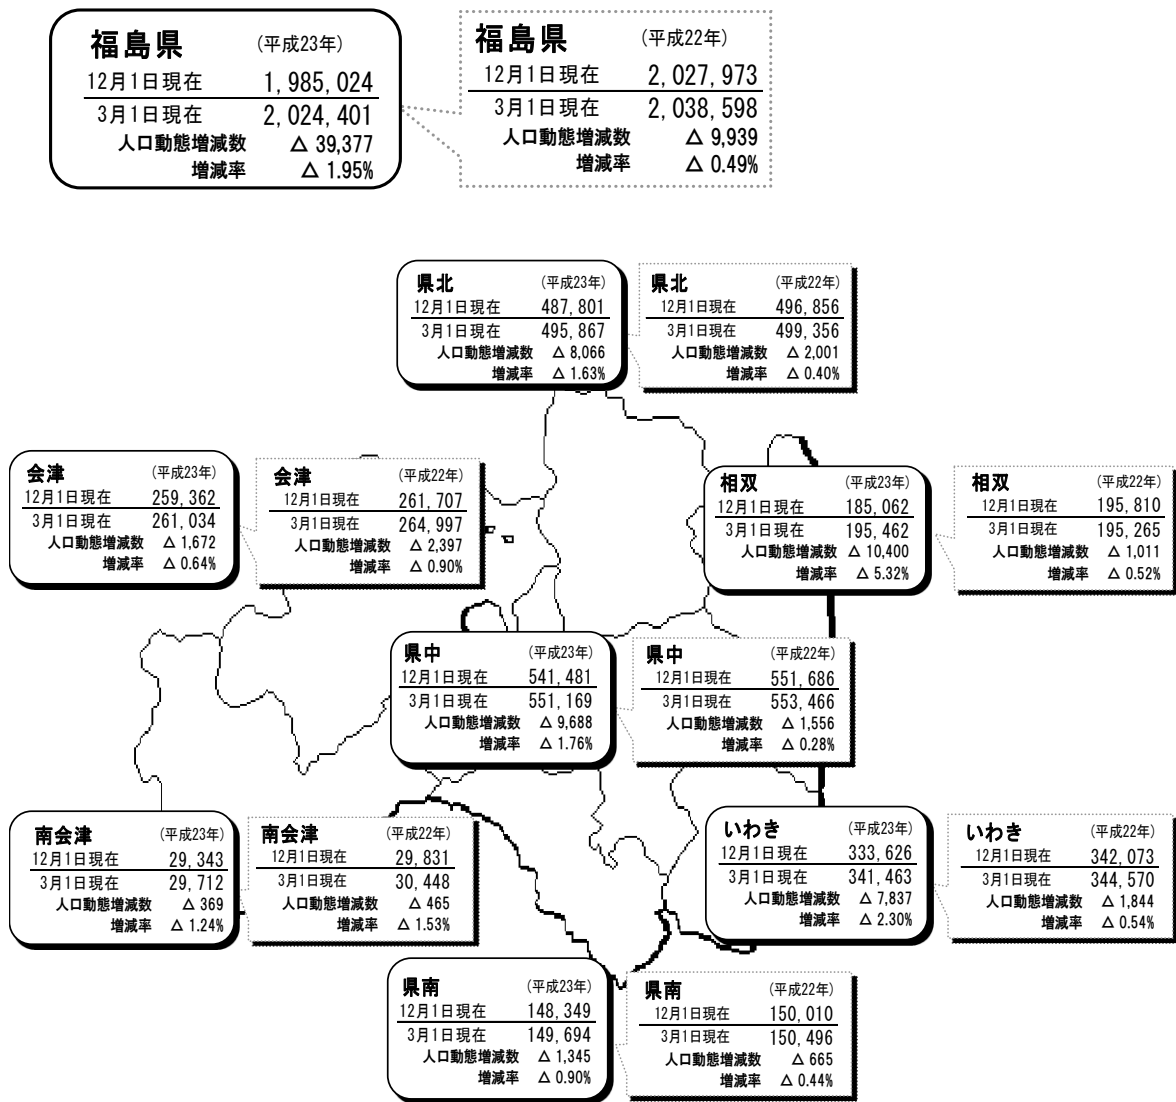 福島県 (平成23年)
12月1日現在 1,985,024
3月1日現在 2,024,401
人口動態増減数 △ 39,377
増減率 △ 1.95%
福島県 (平成22年)
12月1日現在 2,027,973
3月1日現在 2,038,598
人口動態増減数 △ 9,939
増減率 △ 0.49%
県北 (平成23年)
12月1日現在 487,801
3月1日現在 495,867
人口動態増減数 △ 8,066
増減率 △ 1.63%
県北 (平成22年)
12月1日現在 496,856
3月1日現在 499,356
人口動態増減数 △ 2,001
増減率 △ 0.40%
会津 (平成23年)
12月1日現在 259,362
3月1日現在 261,034
人口動態増減数 △ 1,672
増減率 △ 0.64%
会津 (平成22年)
12月1日現在 261,707
3月1日現在 264,997
人口動態増減数 △ 2,397
増減率 △ 0.90%
相双 (平成23年)
12月1日現在 185,062
3月1日現在 195,462
人口動態増減数 △ 10,400
増減率 △ 5.32%
相双 (平成22年)
12月1日現在 195,810
3月1日現在 195,265
人口動態増減数 △ 1,011
増減率 △ 0.52%
県中 (平成23年)
12月1日現在 541,481
3月1日現在 551,169
人口動態増減数 △ 9,688
増減率 △ 1.76%
県中 (平成22年)
12月1日現在 551,686
3月1日現在 553,466
人口動態増減数 △ 1,556
増減率 △ 0.28%
南会津 (平成23年)
12月1日現在 29,343
3月1日現在 29,712
人口動態増減数 △ 369
増減率 △ 1.24%
南会津 (平成22年)
12月1日現在 29,831
3月1日現在 30,448
人口動態増減数 △ 465
増減率 △ 1.53%
いわき (平成23年)
12月1日現在 333,626
3月1日現在 341,463
人口動態増減数 △ 7,837
増減率 △ 2.30%
いわき (平成22年)
12月1日現在 342,073
3月1日現在 344,570
人口動態増減数 △ 1,844
増減率 △ 0.54%
県南 (平成23年)
12月1日現在 148,349
3月1日現在 149,694
人口動態増減数 △ 1,345
増減率 △ 0.90%
県南 (平成22年)
12月1日現在 150,010
3月1日現在 150,496
人口動態増減数 △ 665
増減率 △ 0.44%